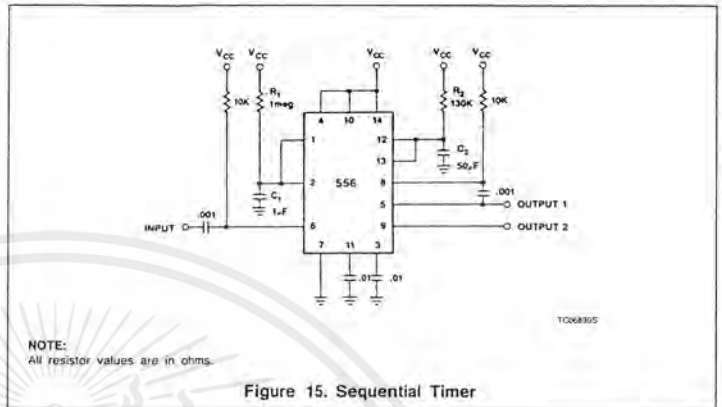 VCC VCC VCC VCC VCC
10K
R1
1meg
R2
130K
10K
4 10 14
1 12
13
C2
50µF
2 556 8
C1
1µF
.001
5 OUTPUT 1
.001
INPUT 6 9 OUTPUT 2
7 11 3
.01 .01
NOTE:
All resistor values are in ohms.
Figure 15. Sequential Timer